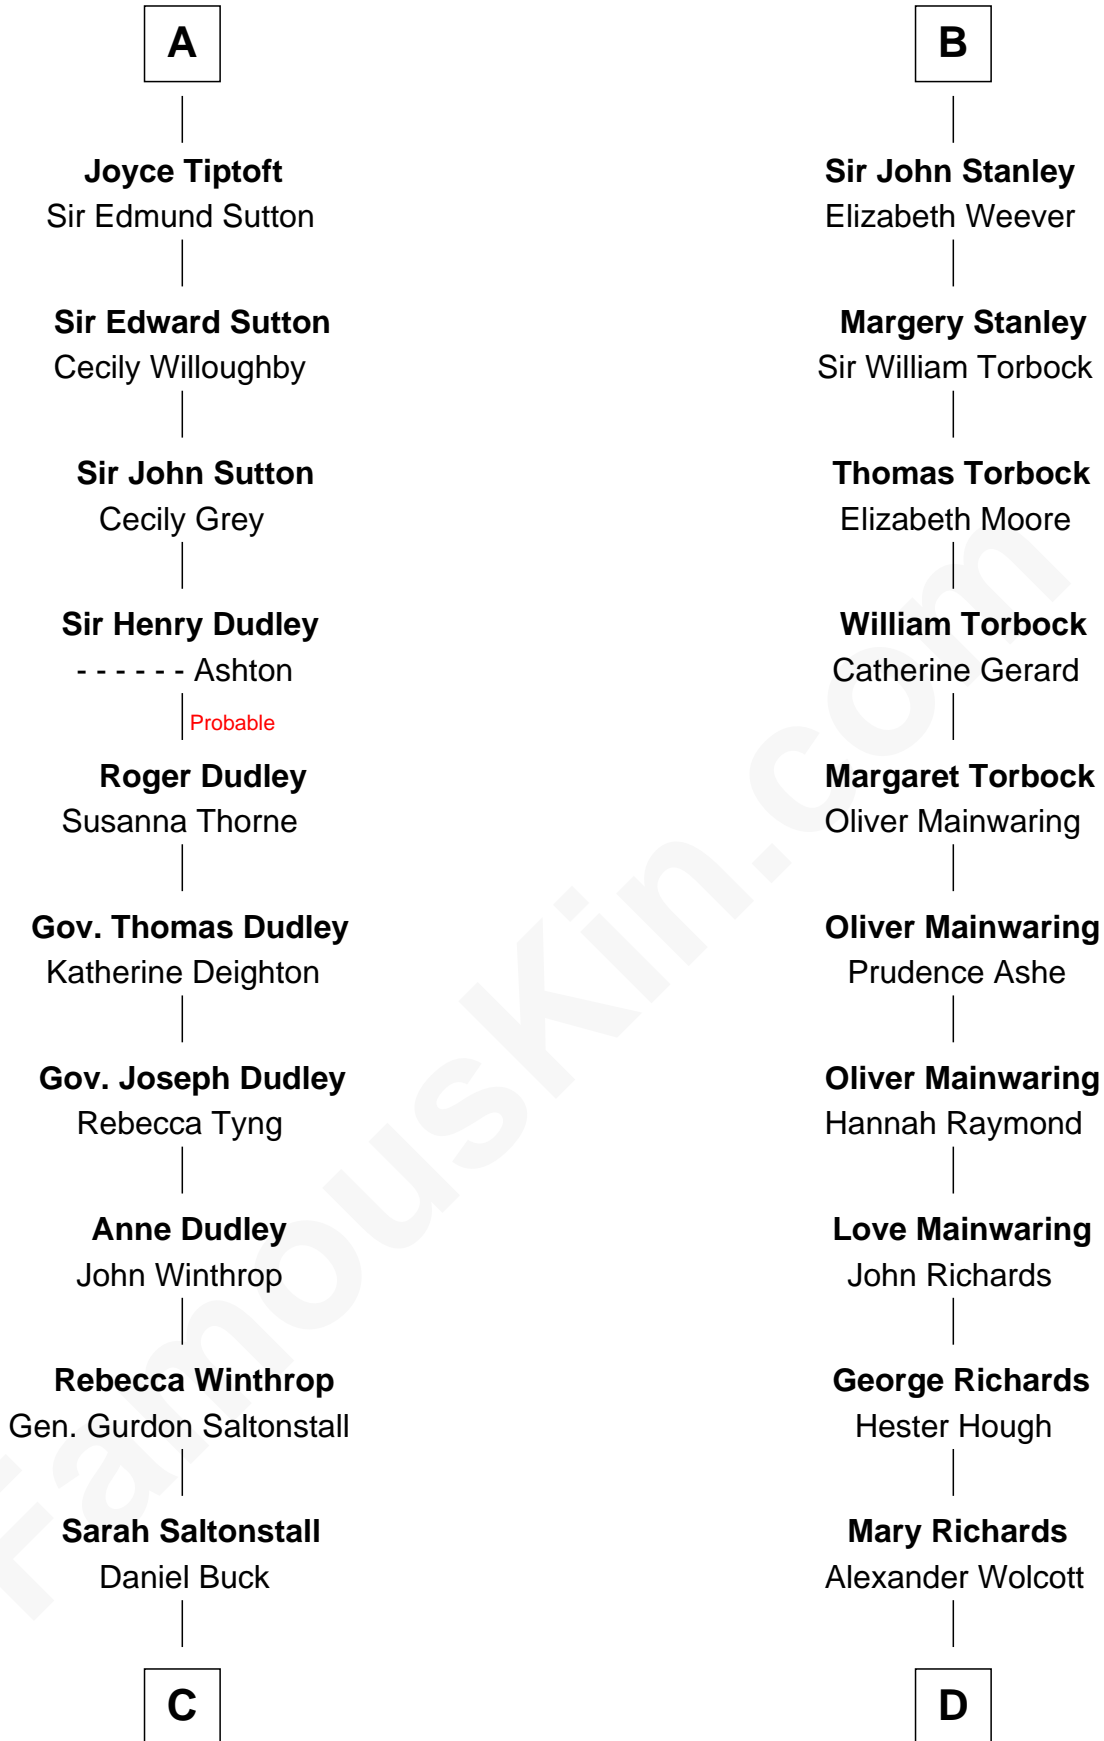 A
Joyce Tiptoft
Sir Edmund Sutton
Sir Edward Sutton
Cecily Willoughby
Sir John Sutton
Cecily Grey
Sir Henry Dudley
- - - - - - Ashton
Probable
Roger Dudley
Susanna Thorne
Gov. Thomas Dudley
Katherine Deighton
Gov. Joseph Dudley
Rebecca Tyng
Anne Dudley
John Winthrop
Rebecca Winthrop
Gen. Gurdon Saltonstall
Sarah Saltonstall
Daniel Buck
C
B
Sir John Stanley
Elizabeth Weever
Margery Stanley
Sir William Torbock
Thomas Torbock
Elizabeth Moore
William Torbock
Catherine Gerard
Margaret Torbock
Oliver Mainwaring
Oliver Mainwaring
Prudence Ashe
Oliver Mainwaring
Hannah Raymond
Love Mainwaring
John Richards
George Richards
Hester Hough
Mary Richards
Alexander Wolcott
D
FamousKin.com